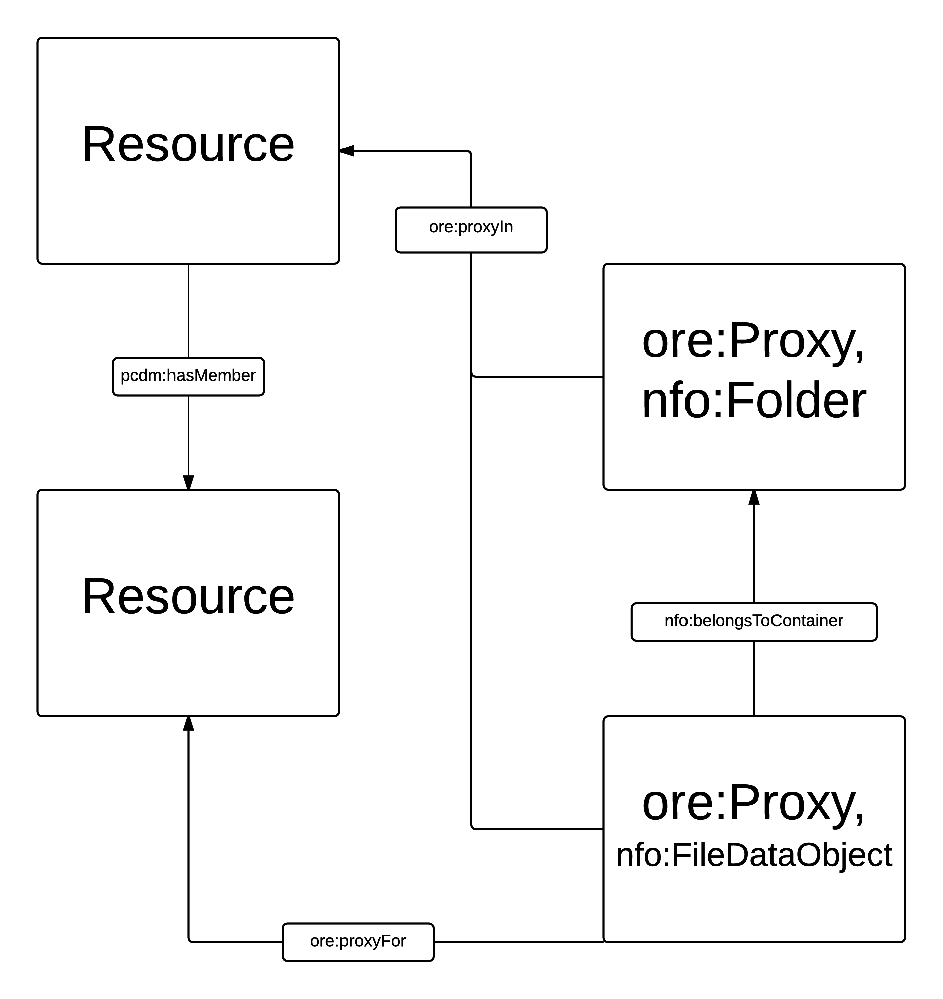 Resource
ore:proxyIn
ore:Proxy,
nfo:Folder
pcdm:hasMember
Resource
nfo:belongsToContainer
ore:Proxy,
nfo:FileDataObject
ore:proxyFor